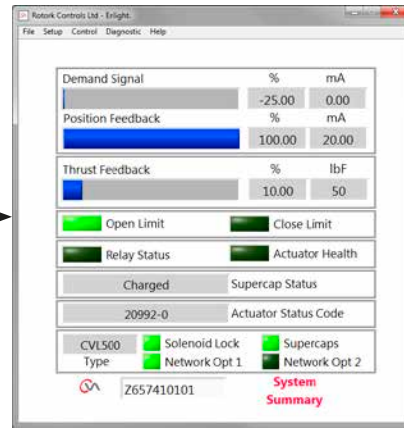 Rotork Controls Ltd - Enlight.
File Setup Control Diagnostic Help
Demand Signal % mA
-25.00 0.00
Position Feedback % mA
100.00 20.00
Thrust Feedback % lbF
10.00 50
Open Limit Close Limit
Relay Status Actuator Health
Charged Supercap Status
20992-0 Actuator Status Code
CVL500 Solenoid Lock Supercaps
Type Network Opt 1 Network Opt 2
Z657410101 System
Summary